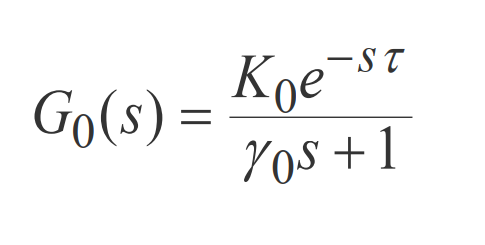 G₀(s) = K₀e^{−sτ} / (γ₀s + 1)